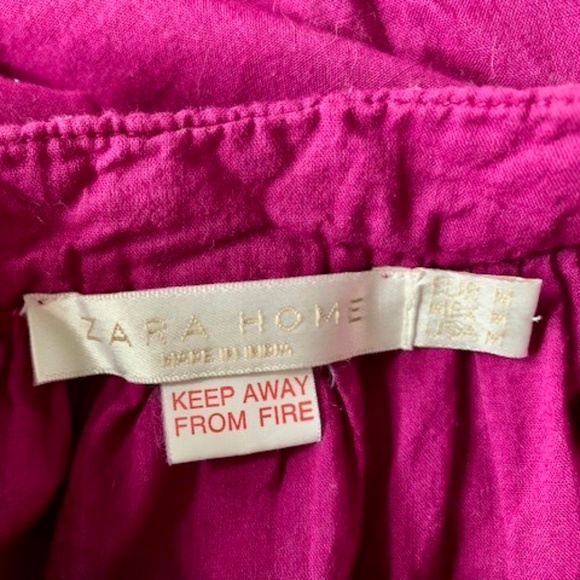 ZARA HOME
MADE IN INDIA
KEEP AWAY
FROM FIRE